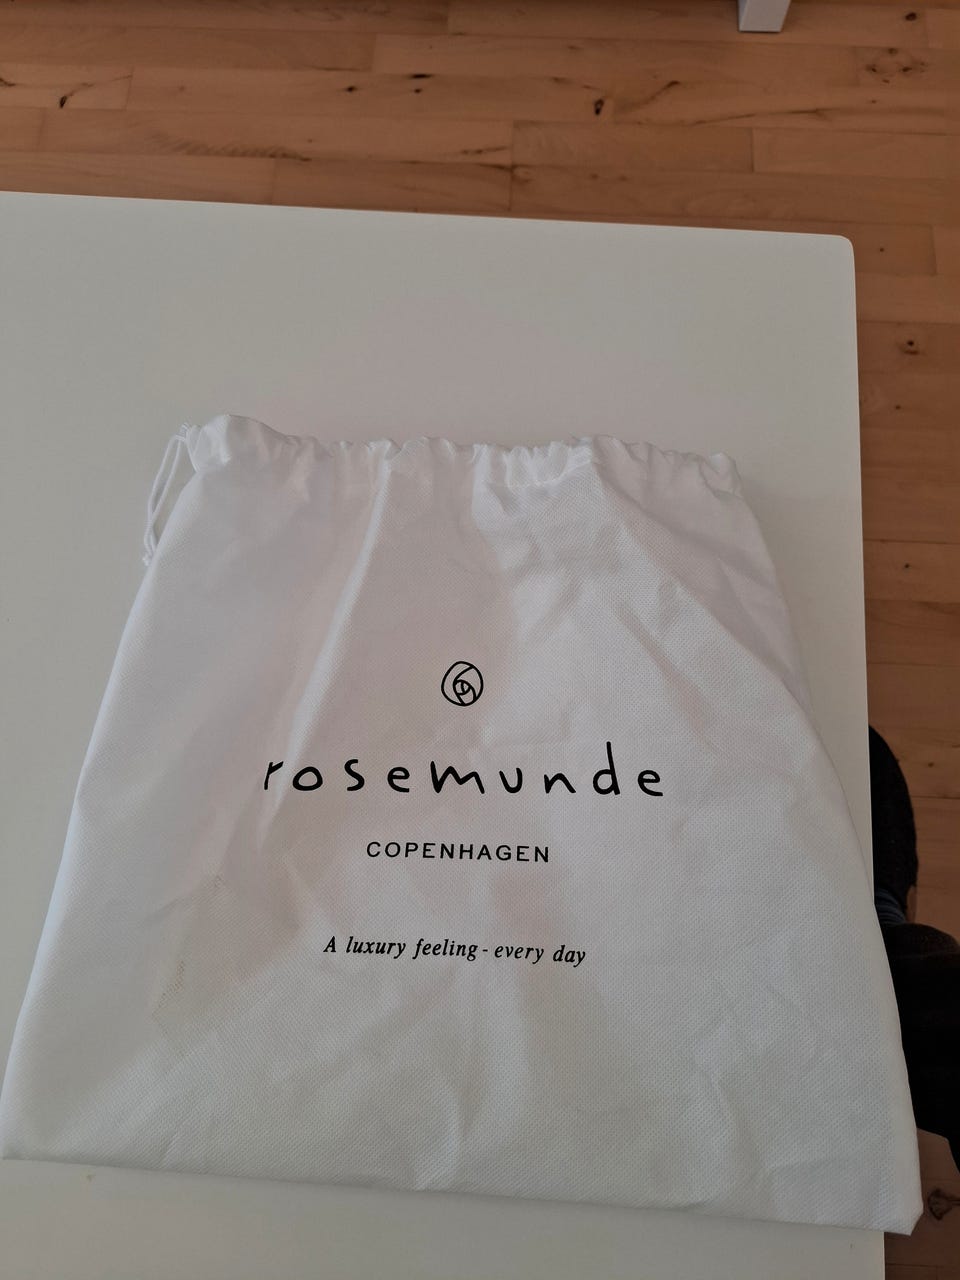 rosemunde
COPENHAGEN
A luxury feeling - every day